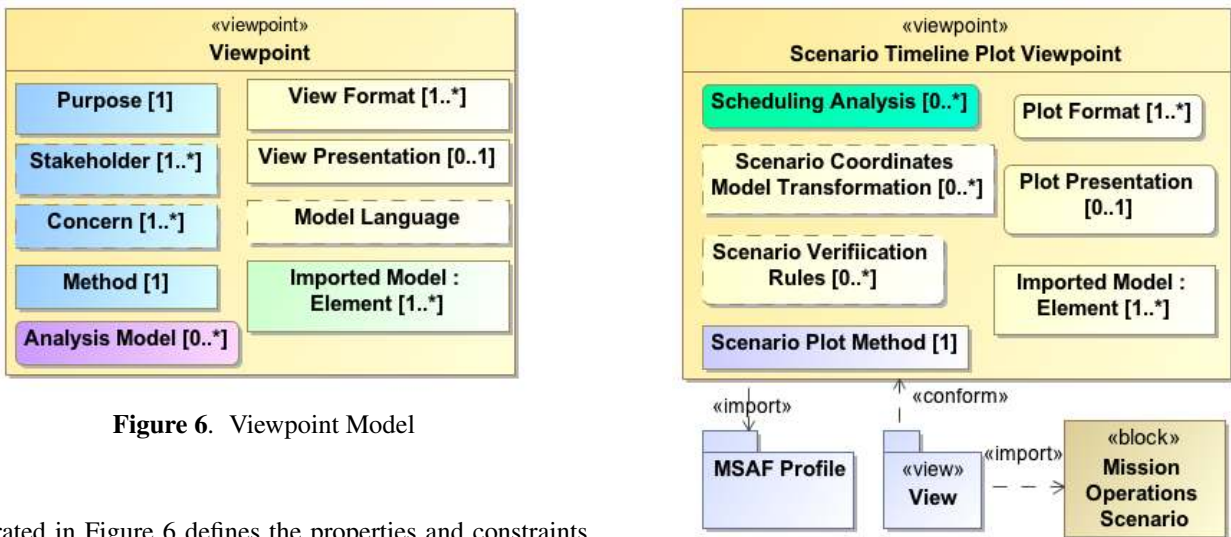 «viewpoint»
Viewpoint
Purpose [1]
View Format [1..*]
Stakeholder [1..*]
View Presentation [0..1]
Concern [1..*]
Model Language
Method [1]
Imported Model :
Element [1..*]
Analysis Model [0..*]
Figure 6. Viewpoint Model
rated in Figure 6 defines the properties and constraints
«viewpoint»
Scenario Timeline Plot Viewpoint
Scheduling Analysis [0..*]
Plot Format [1..*]
Scenario Coordinates
Model Transformation [0..*]
Plot Presentation
[0..1]
Scenario Verifiication
Rules [0..*]
Imported Model :
Element [1..*]
Scenario Plot Method [1]
«import»
«conform»
MSAF Profile
«view»
View
«import»
«block»
Mission
Operations
Scenario